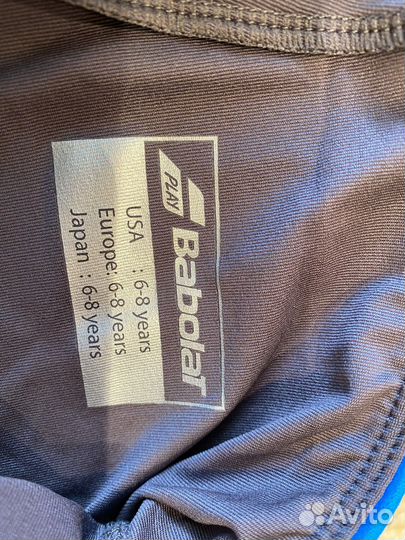 PLAY
Babolat
USA : 6-8 years
Europe: 6-8 years
Japan : 6-8 years
Avito